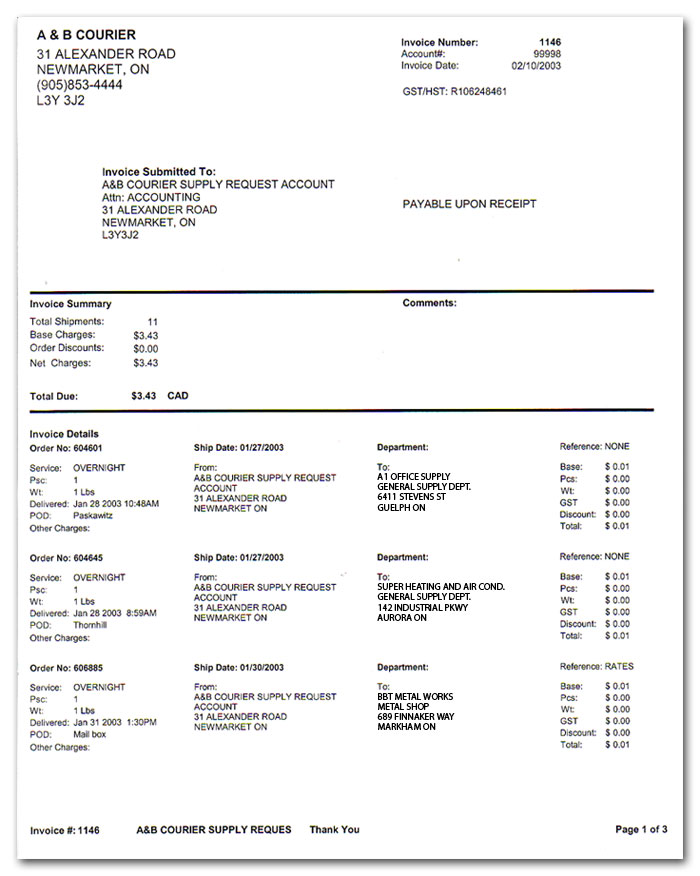 A & B COURIER
31 ALEXANDER ROAD
NEWMARKET, ON
(905)853-4444
L3Y 3J2
Invoice Number: 1146
Account#: 99998
Invoice Date: 02/10/2003
GST/HST: R106248461
Invoice Submitted To:
A&B COURIER SUPPLY REQUEST ACCOUNT
Attn: ACCOUNTING
31 ALEXANDER ROAD
NEWMARKET, ON
L3Y3J2
PAYABLE UPON RECEIPT
Invoice Summary
Total Shipments: 11
Base Charges: $3.43
Order Discounts: $0.00
Net Charges: $3.43
Total Due: $3.43 CAD
Comments:
Invoice Details
Order No: 604601 Ship Date: 01/27/2003 Department: Reference: NONE
Service: OVERNIGHT
Psc: 1
Wt: 1 Lbs
Delivered: Jan 28 2003 10:48AM
POD: Paskawitz
Other Charges:
From:
A&B COURIER SUPPLY REQUEST
ACCOUNT
31 ALEXANDER ROAD
NEWMARKET ON
To:
A1 OFFICE SUPPLY
GENERAL SUPPLY DEPT.
6411 STEVENS ST
GUELPH ON
Base: $ 0.01
Pcs: $ 0.00
Wt: $ 0.00
GST $ 0.00
Discount: $ 0.00
Total: $ 0.01
Order No: 604645 Ship Date: 01/27/2003 Department: Reference: NONE
Service: OVERNIGHT
Psc: 1
Wt: 1 Lbs
Delivered: Jan 28 2003 8:59AM
POD: Thornhill
Other Charges:
From:
A&B COURIER SUPPLY REQUEST
ACCOUNT
31 ALEXANDER ROAD
NEWMARKET ON
To:
SUPER HEATING AND AIR COND.
GENERAL SUPPLY DEPT.
142 INDUSTRIAL PKWY
AURORA ON
Base: $ 0.01
Pcs: $ 0.00
Wt: $ 0.00
GST $ 0.00
Discount: $ 0.00
Total: $ 0.01
Order No: 606885 Ship Date: 01/30/2003 Department: Reference: RATES
Service: OVERNIGHT
Psc: 1
Wt: 1 Lbs
Delivered: Jan 31 2003 1:30PM
POD: Mail box
Other Charges:
From:
A&B COURIER SUPPLY REQUEST
ACCOUNT
31 ALEXANDER ROAD
NEWMARKET ON
To:
BBT METAL WORKS
METAL SHOP
689 FINNAKER WAY
MARKHAM ON
Base: $ 0.01
Pcs: $ 0.00
Wt: $ 0.00
GST $ 0.00
Discount: $ 0.00
Total: $ 0.01
Invoice #: 1146 A&B COURIER SUPPLY REQUES Thank You Page 1 of 3